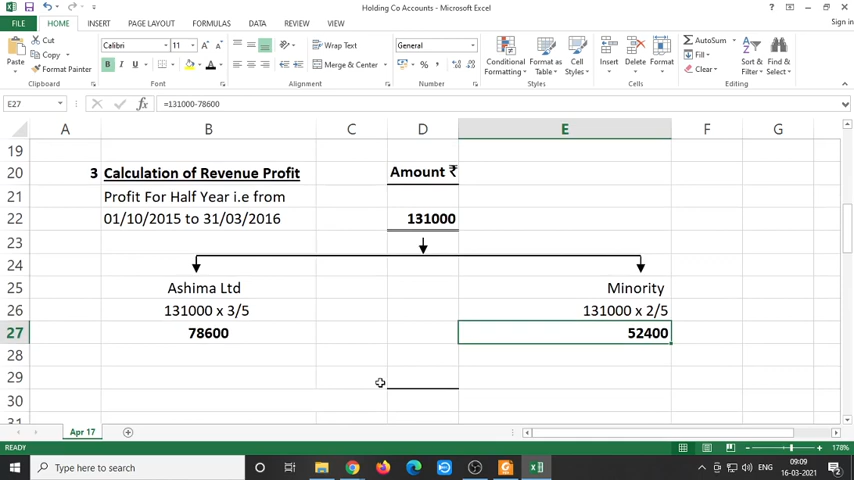 Holding Co Accounts - Microsoft Excel
Sign in
FILE HOME INSERT PAGE LAYOUT FORMULAS DATA REVIEW VIEW
Cut
Copy
Format Painter
Paste
Clipboard
Calibri 11
B I U
Font
Wrap Text
Merge & Center
Alignment
General
%
Number
Conditional Formatting
Format as Table
Cell Styles
Styles
Insert Delete Format
Cells
AutoSum
Fill
Clear
Sort & Filter
Find & Select
Editing
E27 fx =131000-78600
A B C D E F G
19
20 3 Calculation of Revenue Profit Amount ₹
21 Profit For Half Year i.e from
22 01/10/2015 to 31/03/2016 131000
23
24
25 Ashima Ltd Minority
26 131000 x 3/5 131000 x 2/5
27 78600 52400
28
29
30
31
Apr 17
READY 178%
Type here to search
ENG
09:09
16-03-2021
2